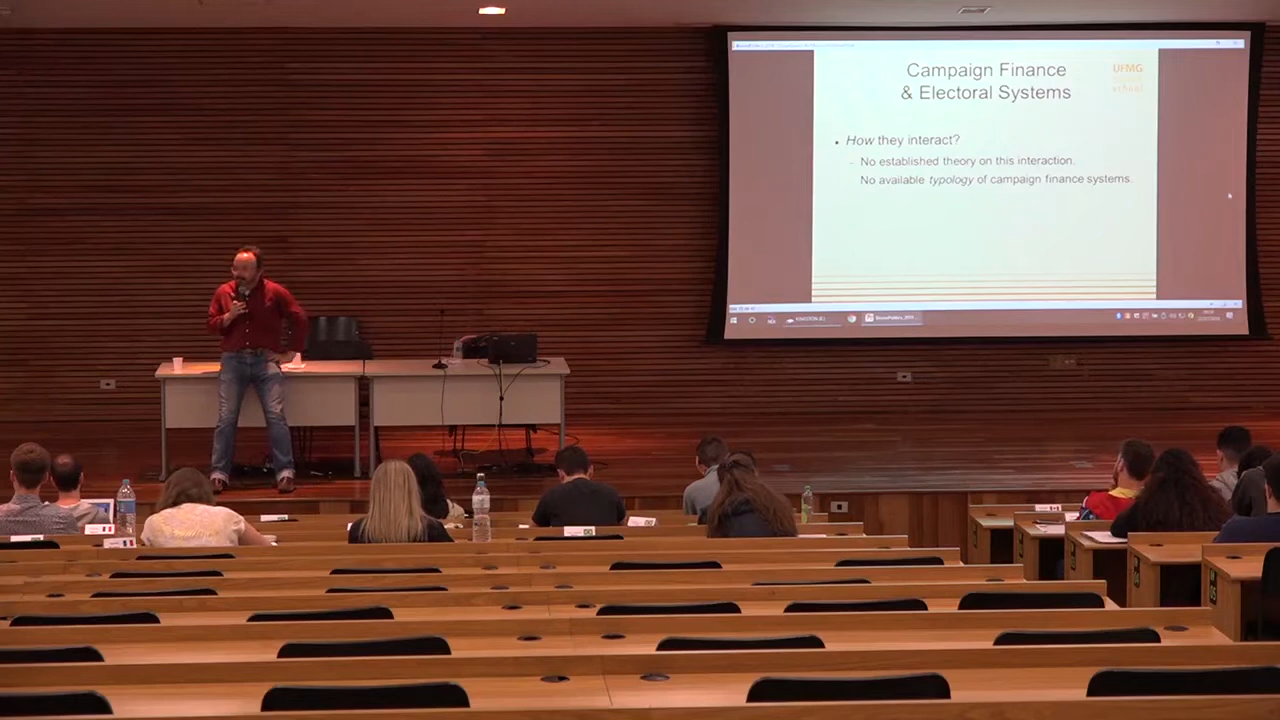 Campaign Finance
& Electoral Systems
UFMG
school
• How they interact?
– No established theory on this interaction.
No available typology of campaign finance systems.